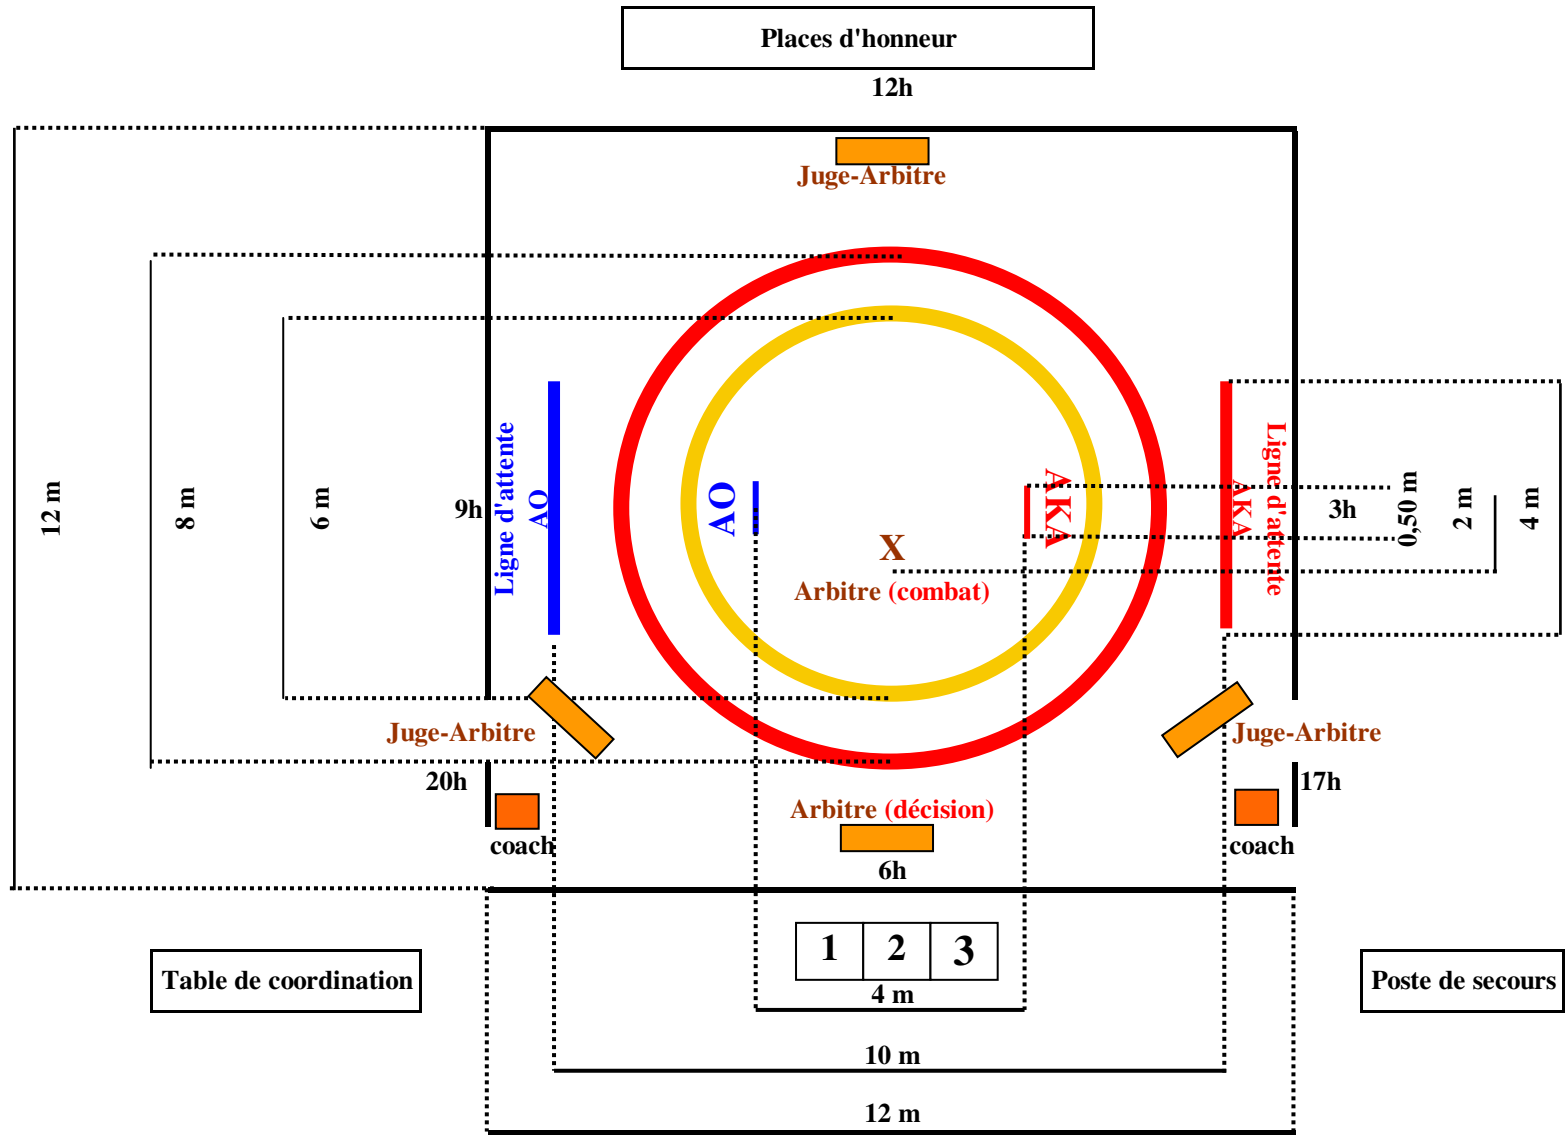 Places d'honneur
12h
Juge-Arbitre
12 m
8 m
6 m
9h
Ligne d'attente
AO
AO
AKA
AKA
Ligne d'attente
3h
0,50 m
2 m
4 m
X
Arbitre (combat)
Juge-Arbitre
Juge-Arbitre
20h
17h
Arbitre (décision)
coach
coach
6h
1 2 3
4 m
Table de coordination
Poste de secours
10 m
12 m